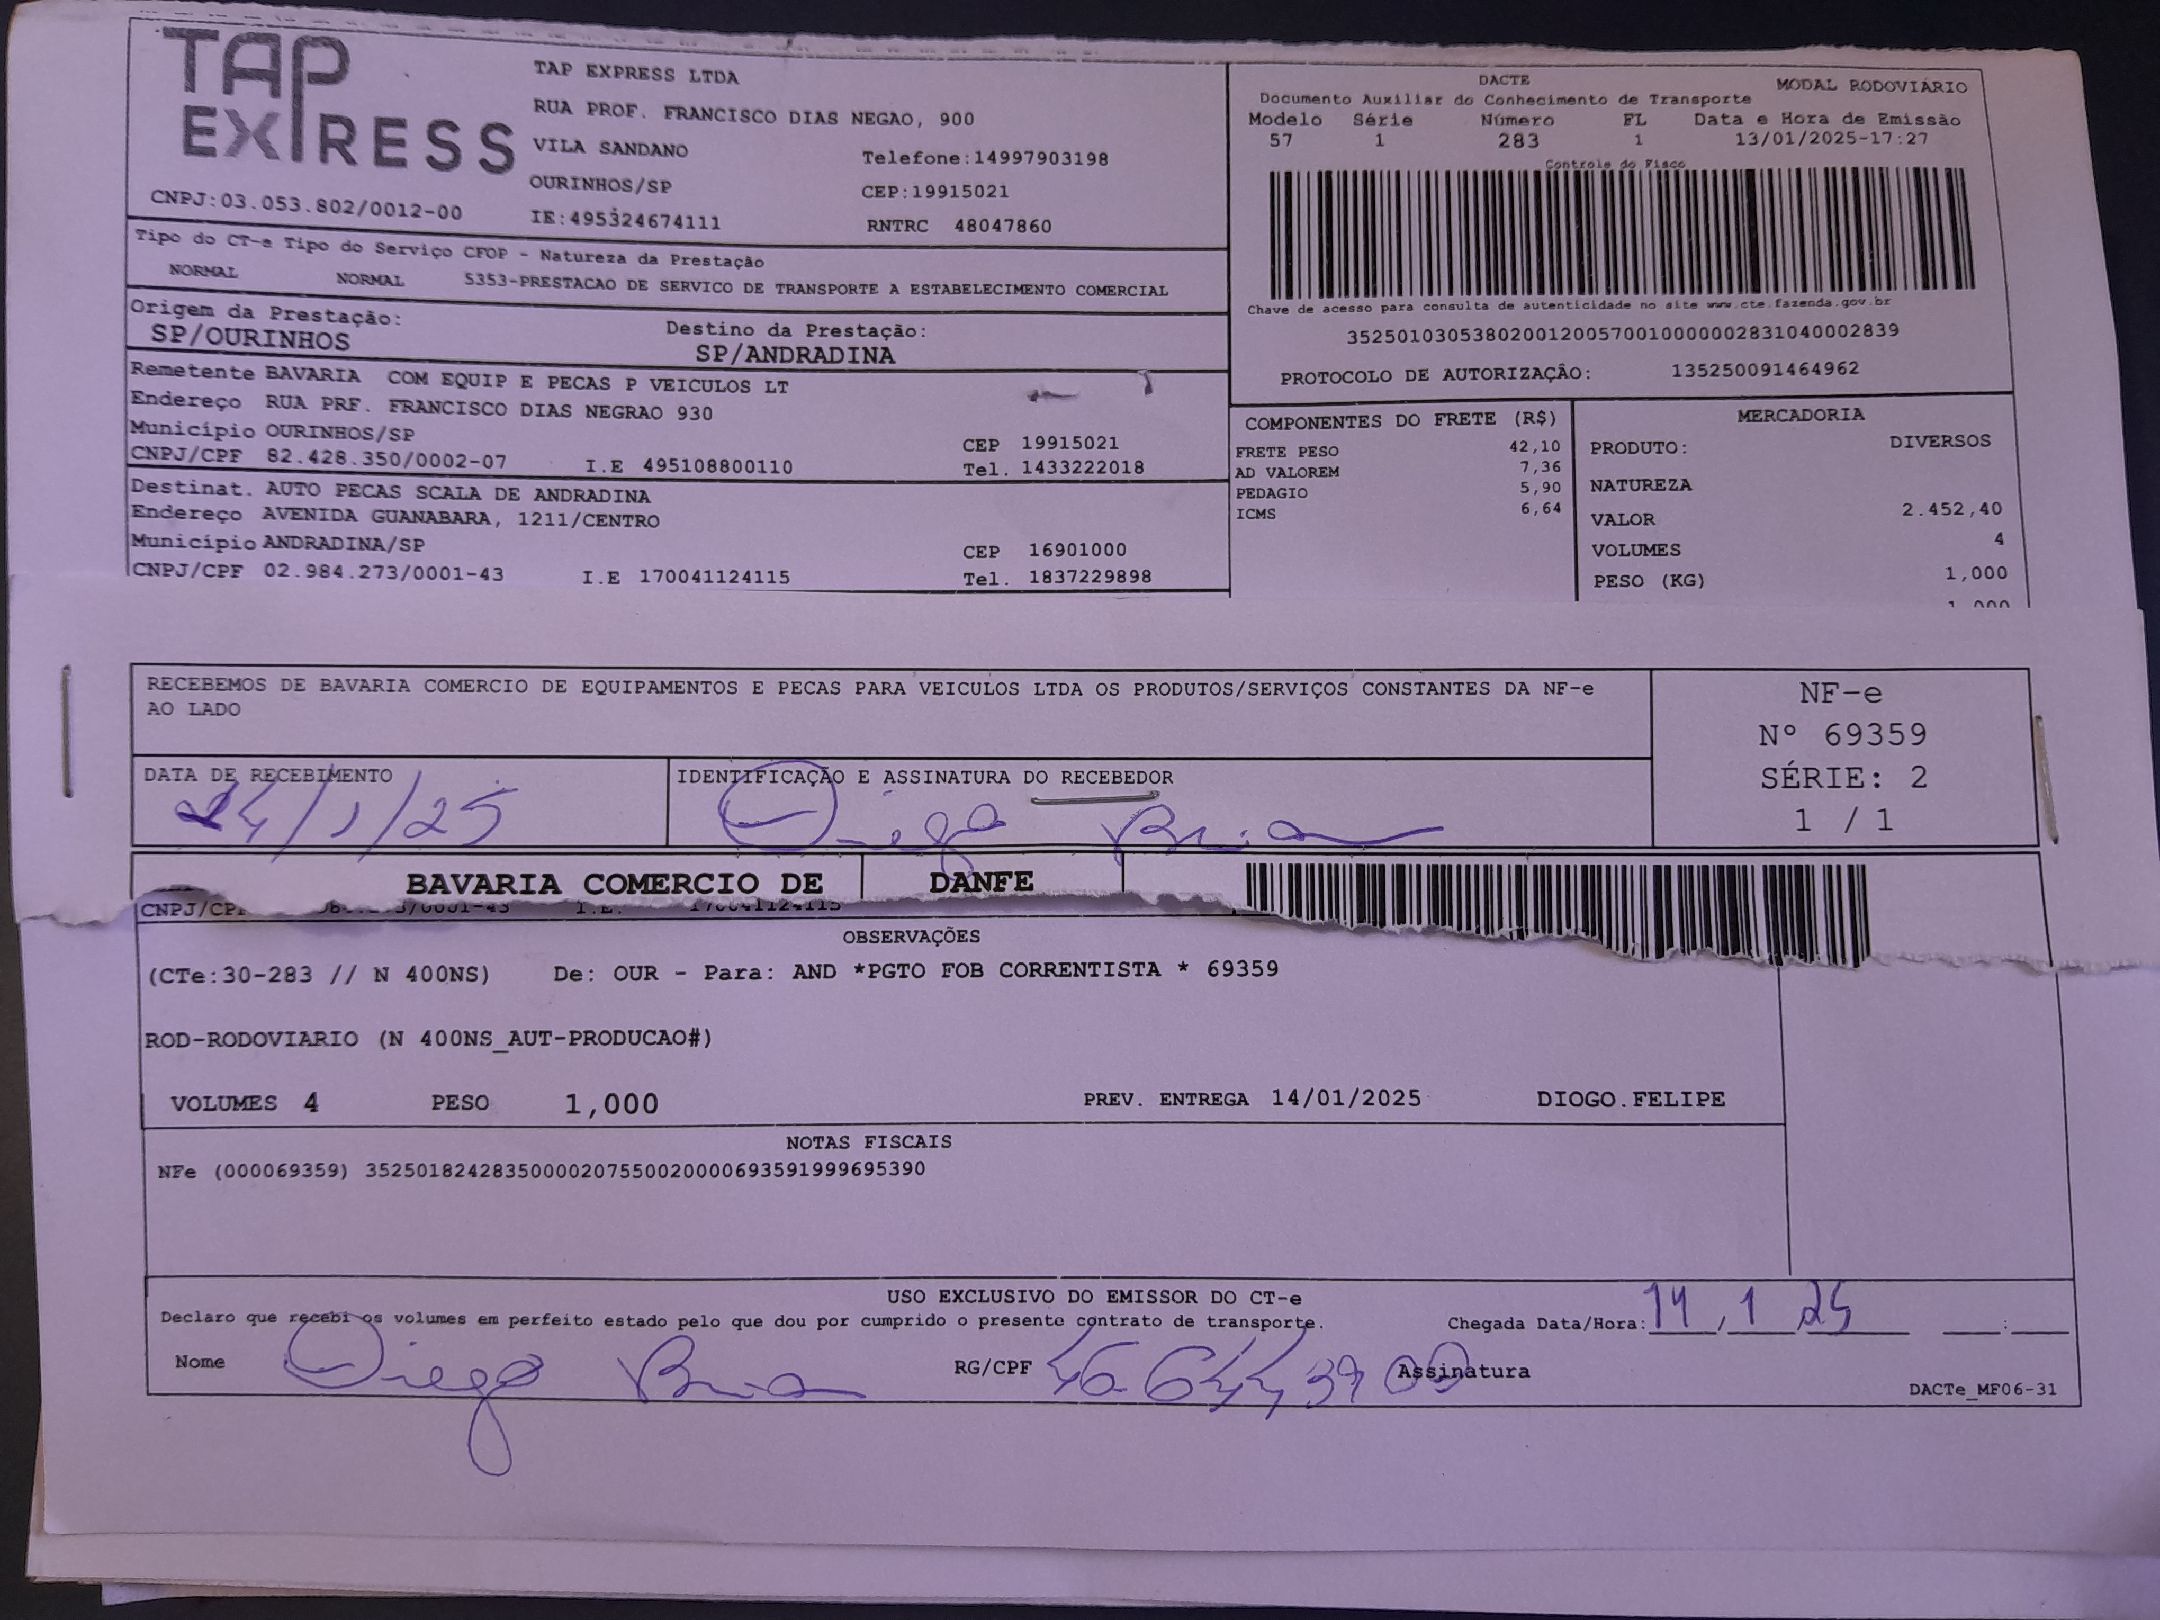 TAP EXPRESS
TAP EXPRESS LTDA
RUA PROF. FRANCISCO DIAS NEGAO, 900
VILA SANDANO Telefone:14997903198
OURINHOS/SP CEP:19915021
CNPJ:03.053.802/0012-00 IE:495324674111 RNTRC 48047860
DACTE MODAL RODOVIÁRIO
Documento Auxiliar do Conhecimento de Transporte
Modelo Série Número FL Data e Hora de Emissão
57 1 283 1 13/01/2025-17:27
Controle do Fisco
Chave de acesso para consulta de autenticidade no site www.cte.fazenda.gov.br
35250103053802001200570010000002831040002839
PROTOCOLO DE AUTORIZAÇÃO: 135250091464962
Tipo do CT-e Tipo do Serviço CFOP - Natureza da Prestação
NORMAL NORMAL 5353-PRESTACAO DE SERVICO DE TRANSPORTE A ESTABELECIMENTO COMERCIAL
Origem da Prestação: Destino da Prestação:
SP/OURINHOS SP/ANDRADINA
Remetente BAVARIA COM EQUIP E PECAS P VEICULOS LT
Endereço RUA PRF. FRANCISCO DIAS NEGRAO 930
Município OURINHOS/SP CEP 19915021
CNPJ/CPF 82.428.350/0002-07 I.E 495108800110 Tel. 1433222018
Destinat. AUTO PECAS SCALA DE ANDRADINA
Endereço AVENIDA GUANABARA, 1211/CENTRO
Município ANDRADINA/SP CEP 16901000
CNPJ/CPF 02.984.273/0001-43 I.E 170041124115 Tel. 1837229898
COMPONENTES DO FRETE (R$)
FRETE PESO 42,10
AD VALOREM 7,36
PEDAGIO 5,90
ICMS 6,64
MERCADORIA
PRODUTO: DIVERSOS
NATUREZA
VALOR 2.452,40
VOLUMES 4
PESO (KG) 1,000
RECEBEMOS DE BAVARIA COMERCIO DE EQUIPAMENTOS E PECAS PARA VEICULOS LTDA OS PRODUTOS/SERVIÇOS CONSTANTES DA NF-e
AO LADO
NF-e
Nº 69359
SÉRIE: 2
1 / 1
DATA DE RECEBIMENTO IDENTIFICAÇÃO E ASSINATURA DO RECEBEDOR
14/1/25 Diego
BAVARIA COMERCIO DE DANFE
CNPJ/CPF I.E. 170041124115
OBSERVAÇÕES
(CTe:30-283 // N 400NS) De: OUR - Para: AND *PGTO FOB CORRENTISTA * 69359
ROD-RODOVIARIO (N 400NS_AUT-PRODUCAO#)
VOLUMES 4 PESO 1,000 PREV. ENTREGA 14/01/2025 DIOGO.FELIPE
NOTAS FISCAIS
NFe (000069359) 35250182428350000207550020000693591999695390
USO EXCLUSIVO DO EMISSOR DO CT-e
Declaro que recebi os volumes em perfeito estado pelo que dou por cumprido o presente contrato de transporte. Chegada Data/Hora: 14, 1 25 :
Nome Diego RG/CPF Assinatura
DACTe_MF06-31